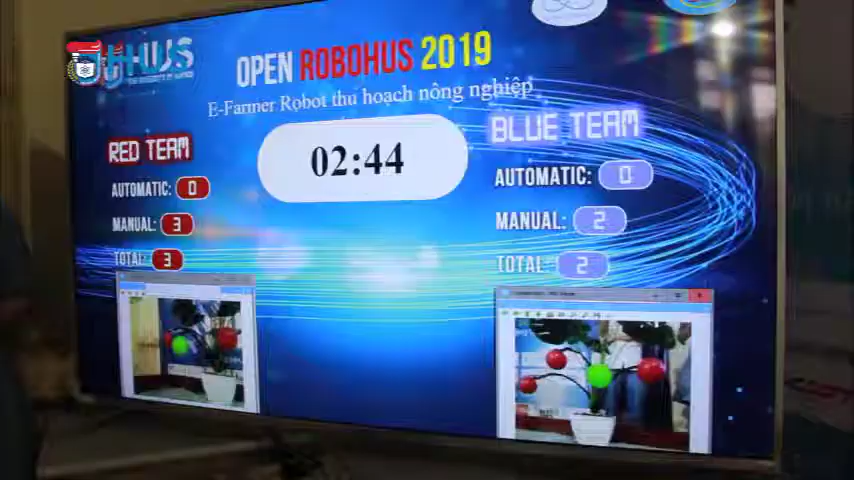 HUS
OPEN ROBOHUS 2019
E-Farmer Robot thu hoạch nông nghiệp
RED TEAM
AUTOMATIC: 0
MANUAL: 3
TOTAL: 3
02:44
BLUE TEAM
AUTOMATIC: 0
MANUAL: 2
TOTAL: 2